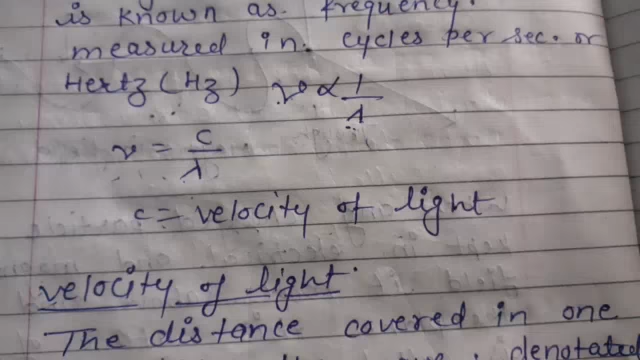 is known as frequency.
measured in cycles per sec. or
Hertz (Hz) ν ∝ 1/λ
ν = c/λ
c = velocity of light
velocity of light
The distance covered in one
denotated